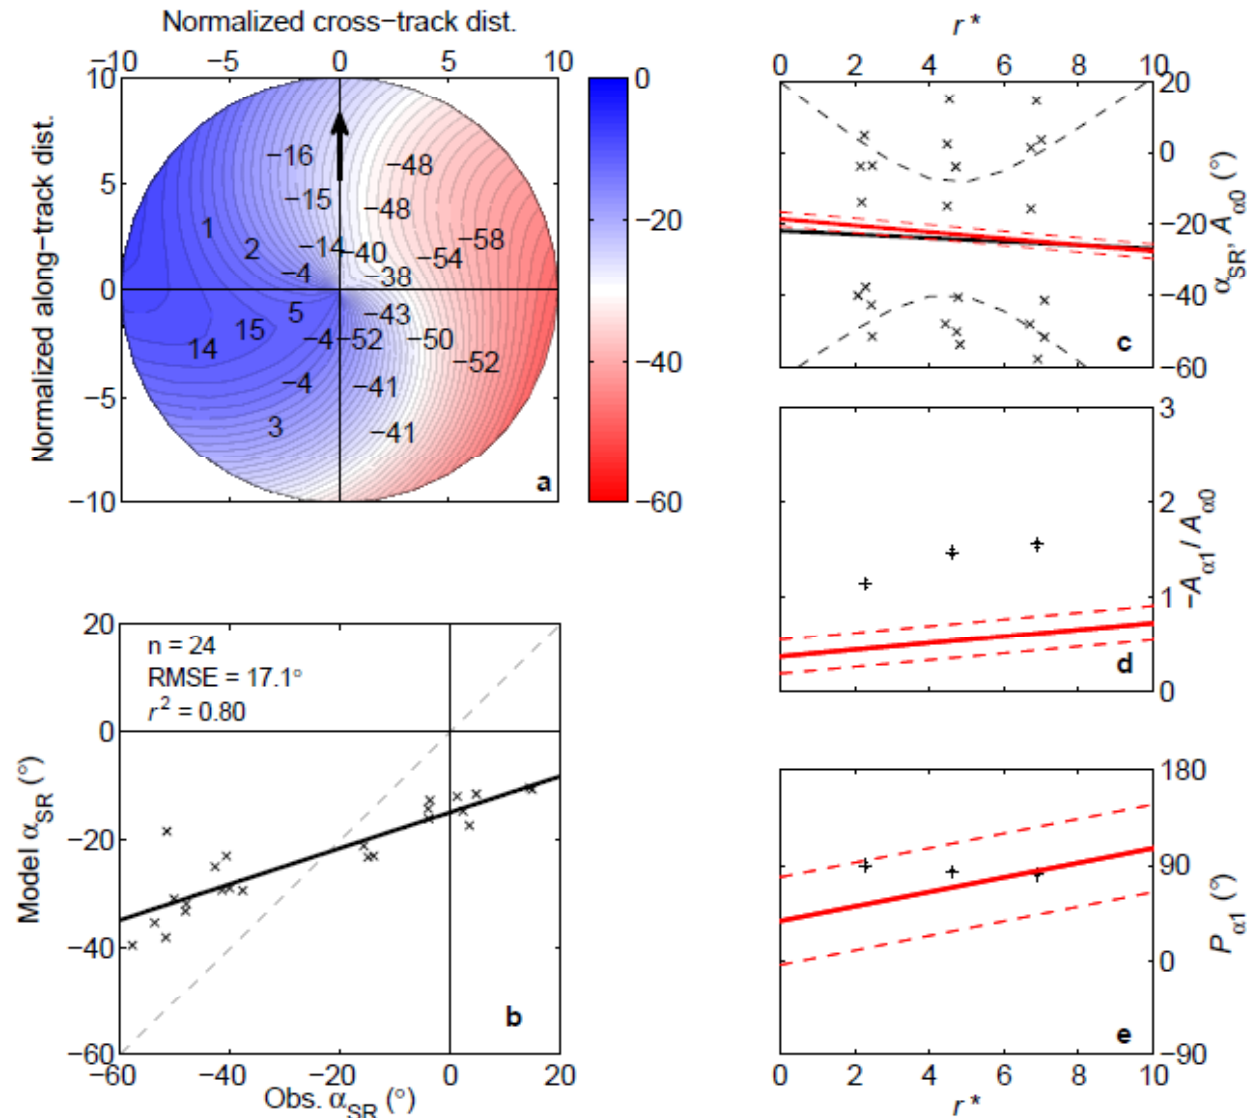 Normalized cross−track dist.
−10 −5 0 5 10
10
5
0
−5
−10
Normalized along−track dist.
−16 −48
1 −15 −48
2 −14 −40 −58
−4 −38 −54
5 −43
14 15 −4 −52 −50 −52
−4 −41
3 −41
a
0
−20
−40
−60
r*
0 2 4 6 8 10
20
0
−20
−40
−60
α_SR, A_α0 (°)
c
3
2
1
0
−A_α1 / A_α0
d
20
0
−20
−40
−60
Model α_SR (°)
n = 24
RMSE = 17.1°
r² = 0.80
b
−60 −40 −20 0 20
Obs. α_SR (°)
180
90
0
−90
P_α1 (°)
e
0 2 4 6 8 10
r*